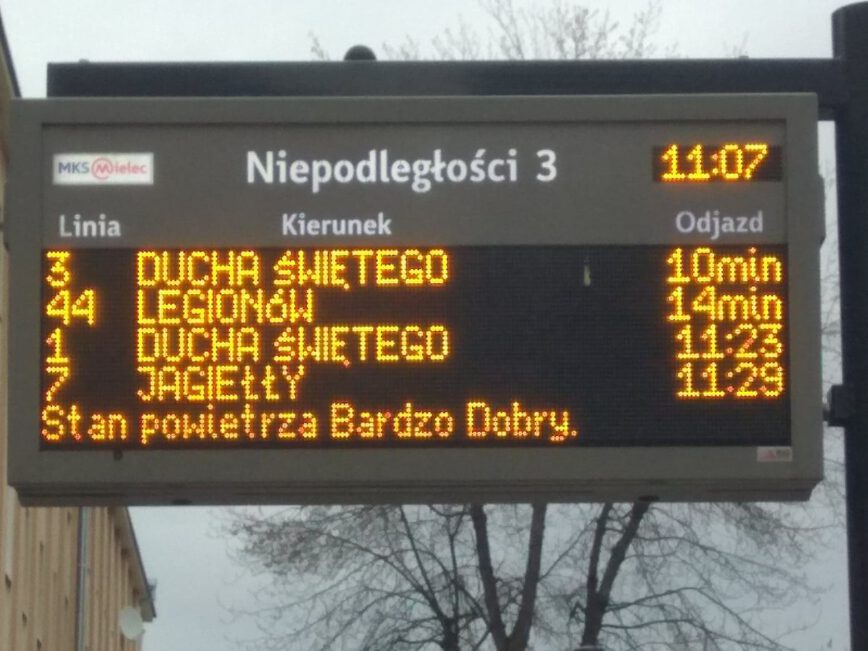 MKS Mielec
Niepodległości 3 11:07
Linia Kierunek Odjazd
3 DUCHA śWIĘTEGO 10min
44 LEGIONóW 14min
1 DUCHA śWIĘTEGO 11:23
7 JAGIEłłY 11:29
Stan powietrza Bardzo Dobry.